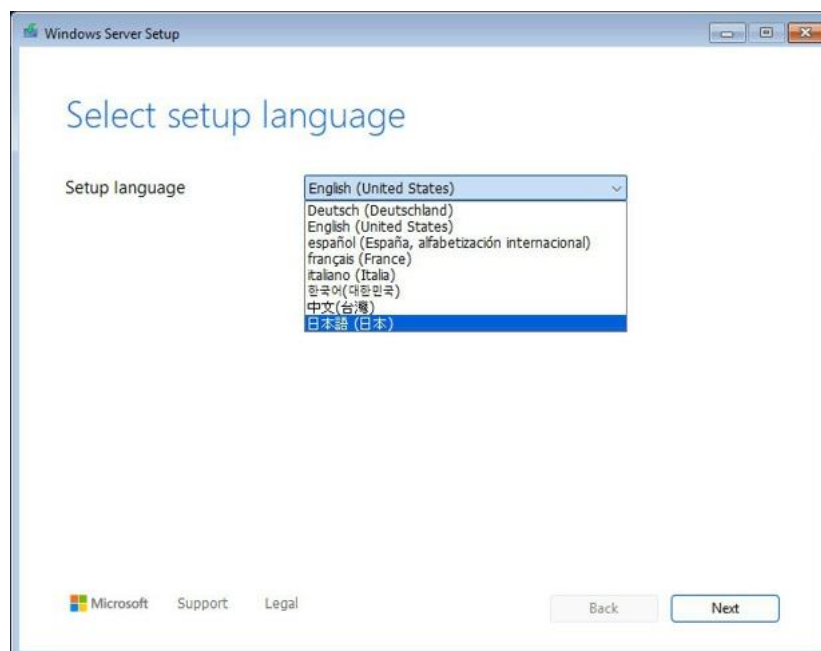 Windows Server Setup
Select setup language
Setup language
English (United States)
Deutsch (Deutschland)
English (United States)
español (España, alfabetización internacional)
français (France)
italiano (Italia)
한국어(대한민국)
中文(台灣)
日本語 (日本)
Microsoft Support Legal Back Next